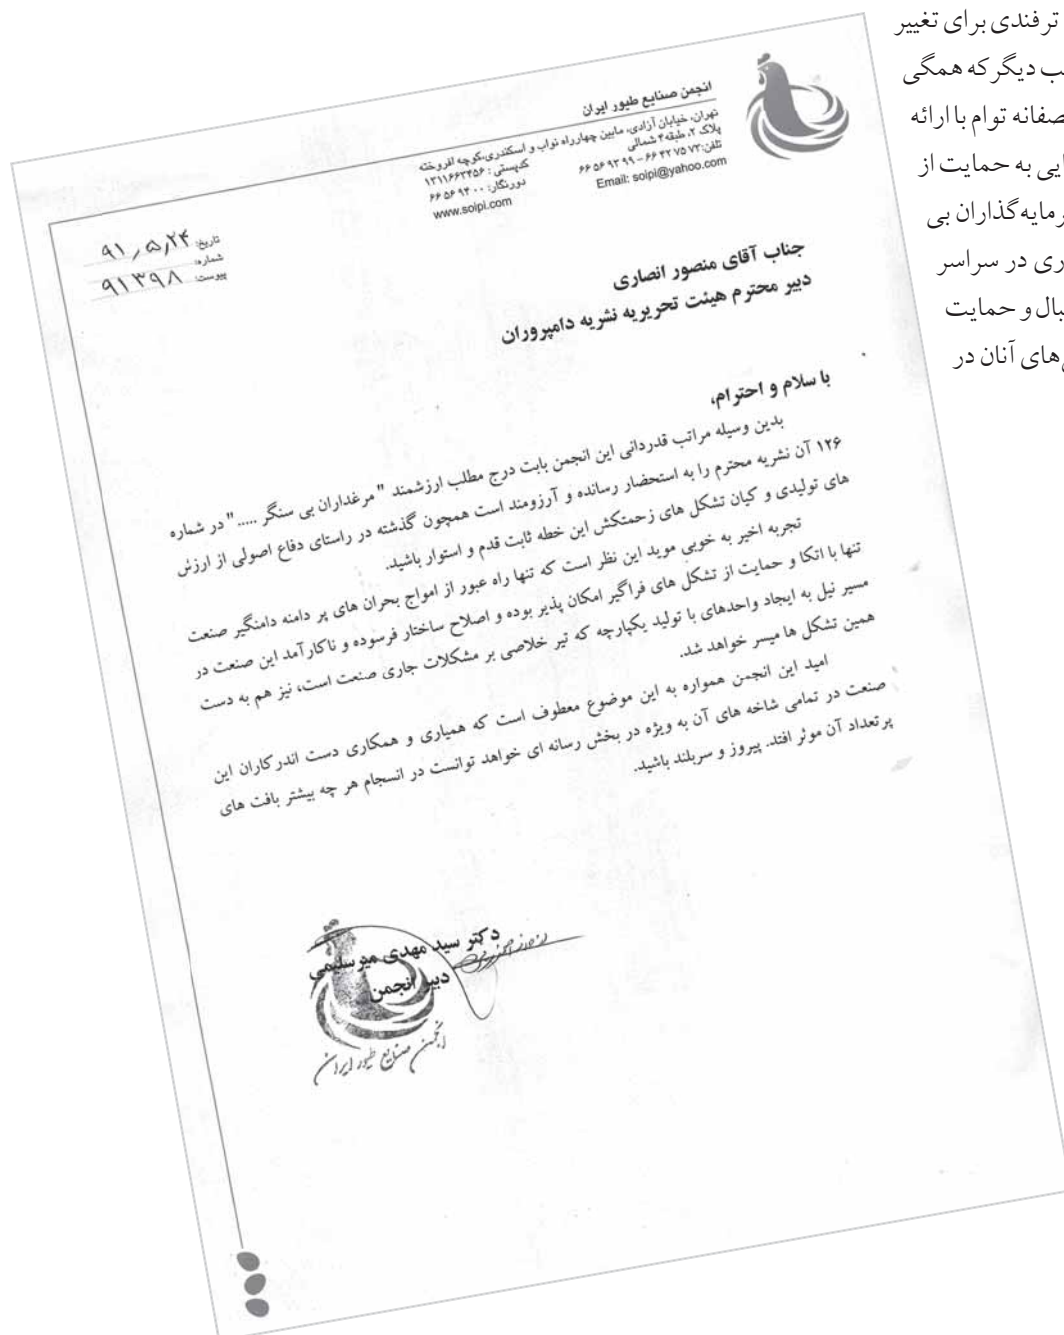 ترفندی برای تغییر
ب دیگر که همگی
صفانه توام با ارائه
ایی به حمایت از
رمایه‌گذاران بی
ری در سراسر
بال و حمایت
های آنان در
انجمن صنایع طیور ایران
تهران، خیابان آزادی، مابین چهارراه نواب و اسکندری،کوچه افروخته
پلاک ۲، طبقه ۴ شمالی
کدپستی : ۱۳۱۱۶۶۳۴۵۶
تلفن: ۷۳ ۷۵ ۴۲ ۶۶ - ۹۹ ۹۲ ۵۶ ۶۶
دورنگار: ۹۴۰۰ ۵۶ ۶۶
Email: soipi@yahoo.com
www.soipi.com
تاریخ: ۹۱٫۵٫۲۴
شماره: ۹۱۳۹۸
پیوست:
جناب آقای منصور انصاری
دبیر محترم هیئت تحریریه نشریه دامپروران
با سلام و احترام،
بدین وسیله مراتب قدردانی این انجمن بابت درج مطلب ارزشمند "مرغداران بی سنگر ....." در شماره
۱۲۶ آن نشریه محترم را به استحضار رسانده و آرزومند است همچون گذشته در راستای دفاع اصولی از ارزش
های تولیدی و کیان تشکل های زحمتکش این خطه ثابت قدم و استوار باشید.
تجربه اخیر به خوبی موید این نظر است که تنها راه عبور از امواج بحران های پر دامنه دامنگیر صنعت
تنها با اتکا و حمایت از تشکل های فراگیر امکان پذیر بوده و اصلاح ساختار فرسوده و ناکارآمد این صنعت در
مسیر نیل به ایجاد واحدهای با تولید یکپارچه که تیر خلاصی بر مشکلات جاری صنعت است، نیز هم به دست
همین تشکل ها میسر خواهد شد.
امید این انجمن همواره به این موضوع معطوف است که همیاری و همکاری دست اندرکاران این
صنعت در تمامی شاخه های آن به ویژه در بخش رسانه ای خواهد توانست در انسجام هر چه بیشتر بافت های
پرتعداد آن موثر افتد. پیروز و سربلند باشید.
دکتر سید مهدی میرسلیمی
دبیر انجمن
انجمن صنایع طیور ایران